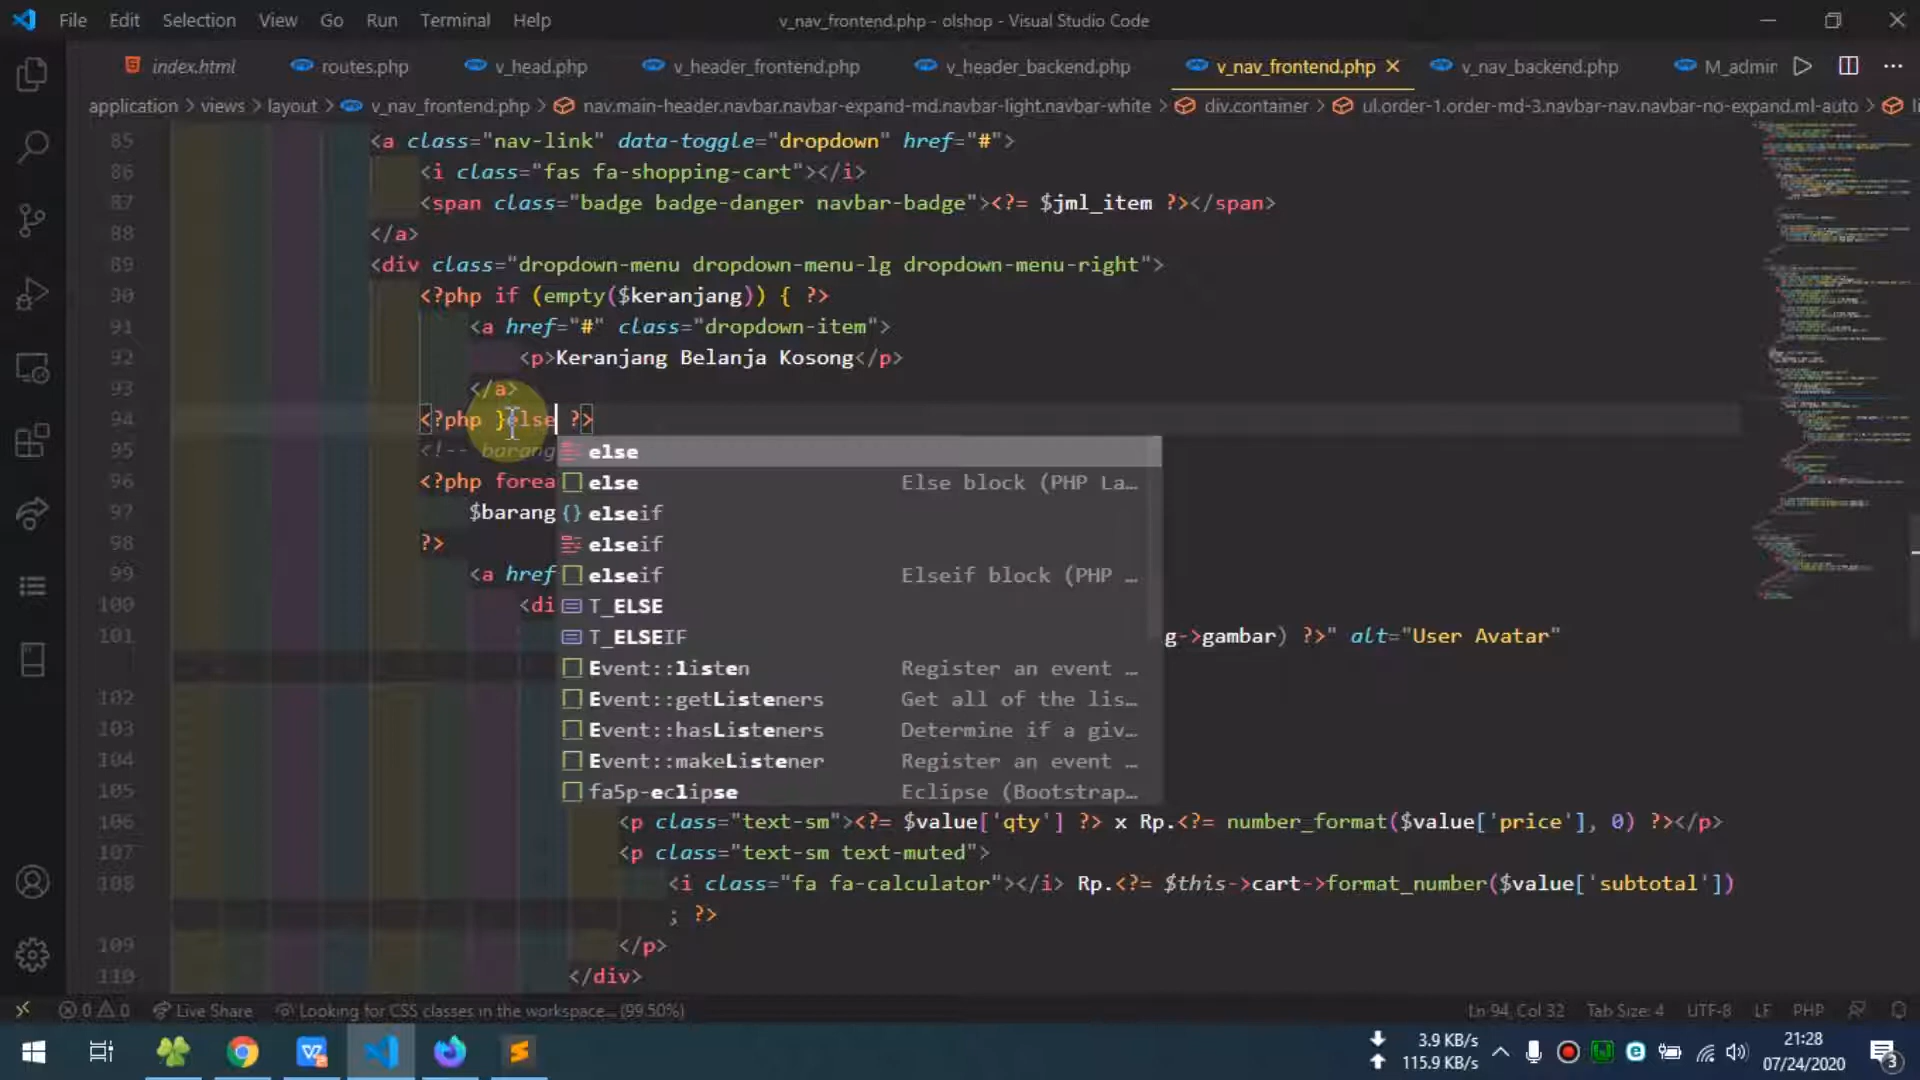 File Edit Selection View Go Run Terminal Help
v_nav_frontend.php - olshop - Visual Studio Code
index.html routes.php v_head.php v_header_frontend.php v_header_backend.php v_nav_frontend.php v_nav_backend.php M_admin
application > views > layout > v_nav_frontend.php > nav.main-header.navbar.navbar-expand-md.navbar-light.navbar-white > div.container > ul.order-1.order-md-3.navbar-nav.navbar-no-expand.ml-auto > li
85 <a class="nav-link" data-toggle="dropdown" href="#">
86 <i class="fas fa-shopping-cart"></i>
87 <span class="badge badge-danger navbar-badge"><?= $jml_item ?></span>
88 </a>
89 <div class="dropdown-menu dropdown-menu-lg dropdown-menu-right">
90 <?php if (empty($keranjang)) { ?>
91 <a href="#" class="dropdown-item">
92 <p>Keranjang Belanja Kosong</p>
93 </a>
94 <?php }else ?>
95 <!-- barang
96 <?php forea
97 $barang
98 ?>
99 <a href
100 <di
101 g->gambar) ?>" alt="User Avatar"
102
103
104
105
106 <p class="text-sm"><?= $value['qty'] ?> x Rp.<?= number_format($value['price'], 0) ?></p>
107 <p class="text-sm text-muted">
108 <i class="fa fa-calculator"></i> Rp.<?= $this->cart->format_number($value['subtotal'])
; ?>
109 </p>
110 </div>
else
else Else block (PHP La…
{} elseif
elseif
elseif Elseif block (PHP …
T_ELSE
T_ELSEIF
Event::listen Register an event …
Event::getListeners Get all of the lis…
Event::hasListeners Determine if a giv…
Event::makeListener Register an event …
fa5p-eclipse Eclipse (Bootstrap…
0 0 Live Share Looking for CSS classes in the workspace... (99.50%) Ln 94, Col 32 Tab Size: 4 UTF-8 LF PHP
3.9 KB/s
115.9 KB/s
21:28
07/24/2020
3